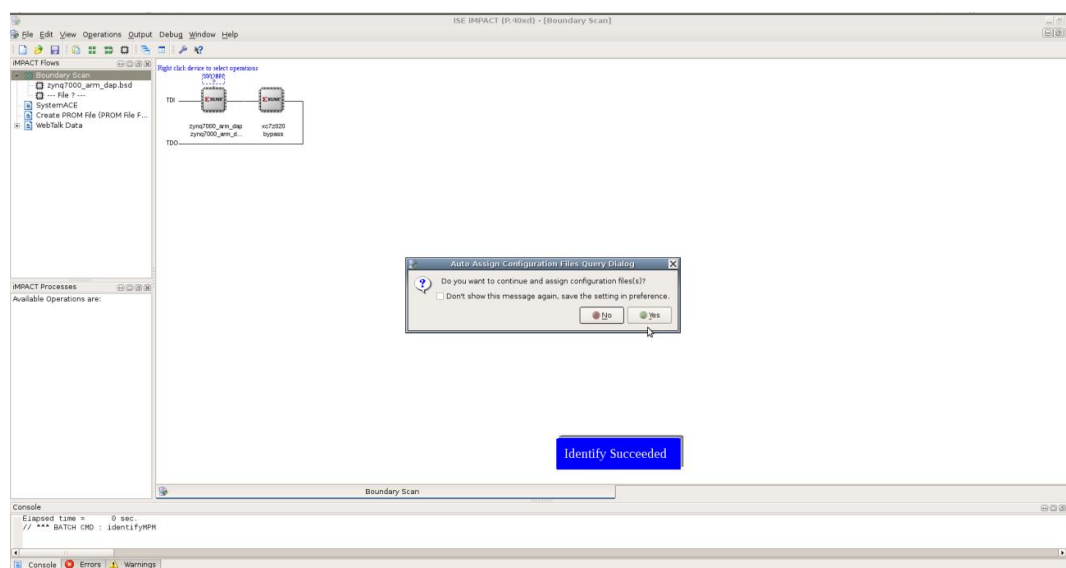 ISE iMPACT (P.40xd) - [Boundary Scan]
File Edit View Operations Output Debug Window Help
iMPACT Flows
Boundary Scan
zynq7000_arm_dap.bsd
--- File ? ---
SystemACE
Create PROM File (PROM File F...
WebTalk Data
Right click device to select operations
TDI
XILINX
XILINX
zynq7000_arm_dap
xc7z020
zynq7000_arm_d...
bypass
TDO
Auto Assign Configuration Files Query Dialog
Do you want to continue and assign configuration files(s)?
Don't show this message again, save the setting in preference.
No
Yes
iMPACT Processes
Available Operations are:
Identify Succeeded
Boundary Scan
Console
Elapsed time = 0 sec.
// *** BATCH CMD : identifyMPM
Console Errors Warnings